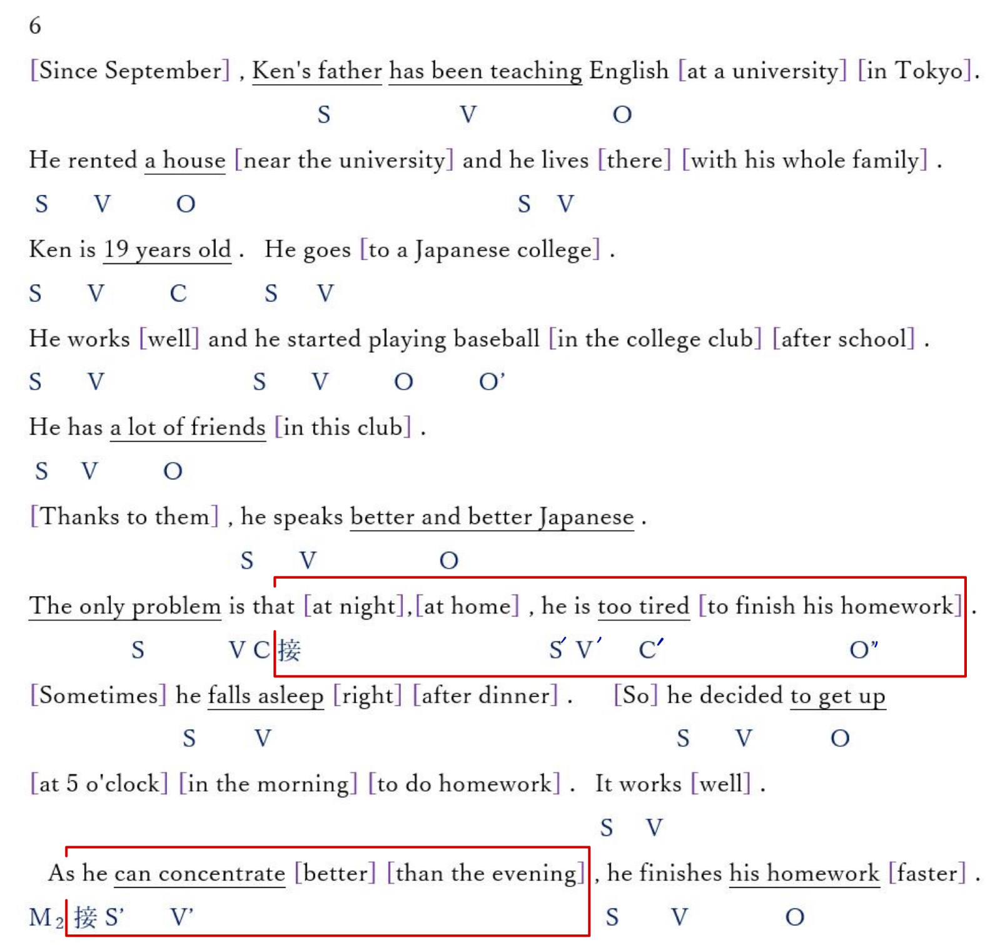 6
[Since September] , Ken's father has been teaching English [at a university] [in Tokyo].
S V O
He rented a house [near the university] and he lives [there] [with his whole family] .
S V O S V
Ken is 19 years old . He goes [to a Japanese college] .
S V C S V
He works [well] and he started playing baseball [in the college club] [after school] .
S V S V O O’
He has a lot of friends [in this club] .
S V O
[Thanks to them] , he speaks better and better Japanese .
S V O
The only problem is that [at night],[at home] , he is too tired [to finish his homework] .
S V C 接 S′ V′ C′ O”
[Sometimes] he falls asleep [right] [after dinner] . [So] he decided to get up
S V S V O
[at 5 o'clock] [in the morning] [to do homework] . It works [well] .
S V
As he can concentrate [better] [than the evening] , he finishes his homework [faster] .
M₂ 接 S’ V’ S V O